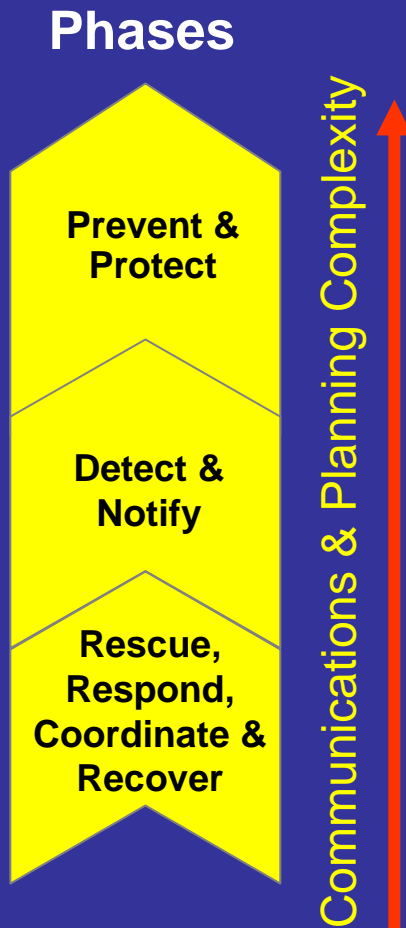 Phases
Prevent &
Protect
Detect &
Notify
Rescue,
Respond,
Coordinate &
Recover
Communications & Planning Complexity